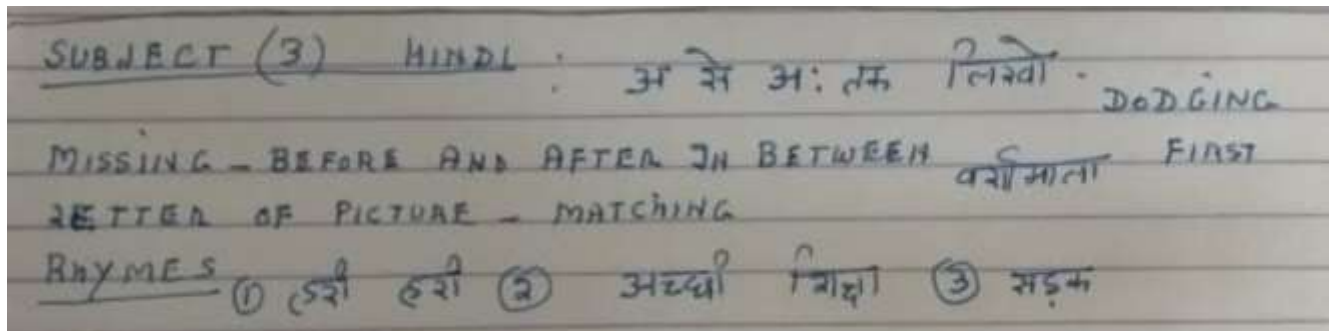 SUBJECT (3) HINDI : अ से अः तक लिखो . DODGING
MISSING - BEFORE AND AFTER IN BETWEEN वर्णमाला FIRST
LETTER OF PICTURE - MATCHING
RHYMES ① हरी हरी ② अच्छी शिक्षा ③ सड़क